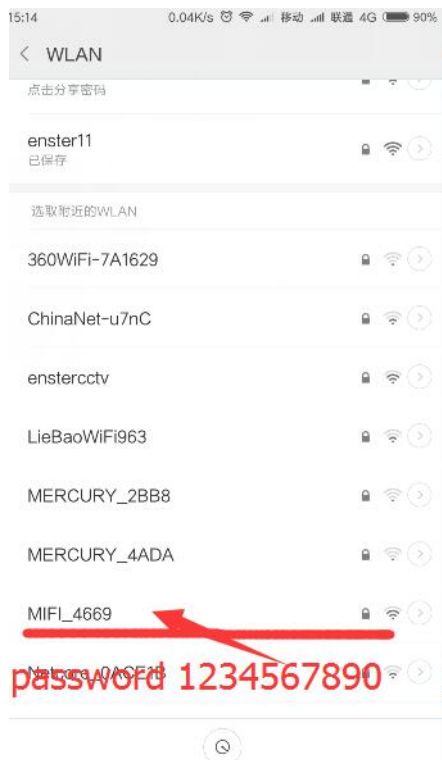 15:14 0.04K/s 移动 联通 4G 90%
WLAN
点击分享密码
enster11
已保存
选取附近的WLAN
360WiFi-7A1629
ChinaNet-u7nC
enstercctv
LieBaoWiFi963
MERCURY_2BB8
MERCURY_4ADA
MIFI_4669
Netcore_0ACE1B
password 1234567890